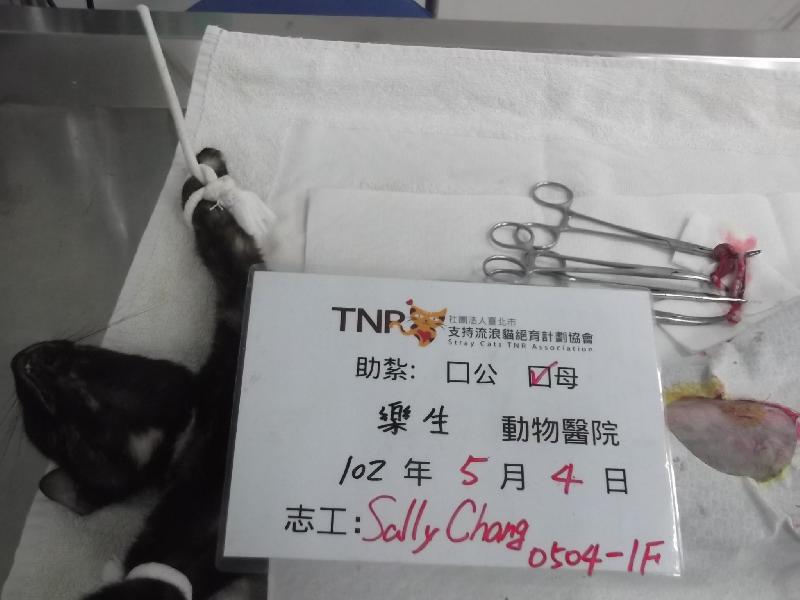 TNR 社團法人臺北市
支持流浪貓絕育計劃協會
Stray Cats TNR Association
助紮: □公 ☑母
樂生 動物醫院
102 年 5 月 4 日
志工: Sally Chang
0504-1F